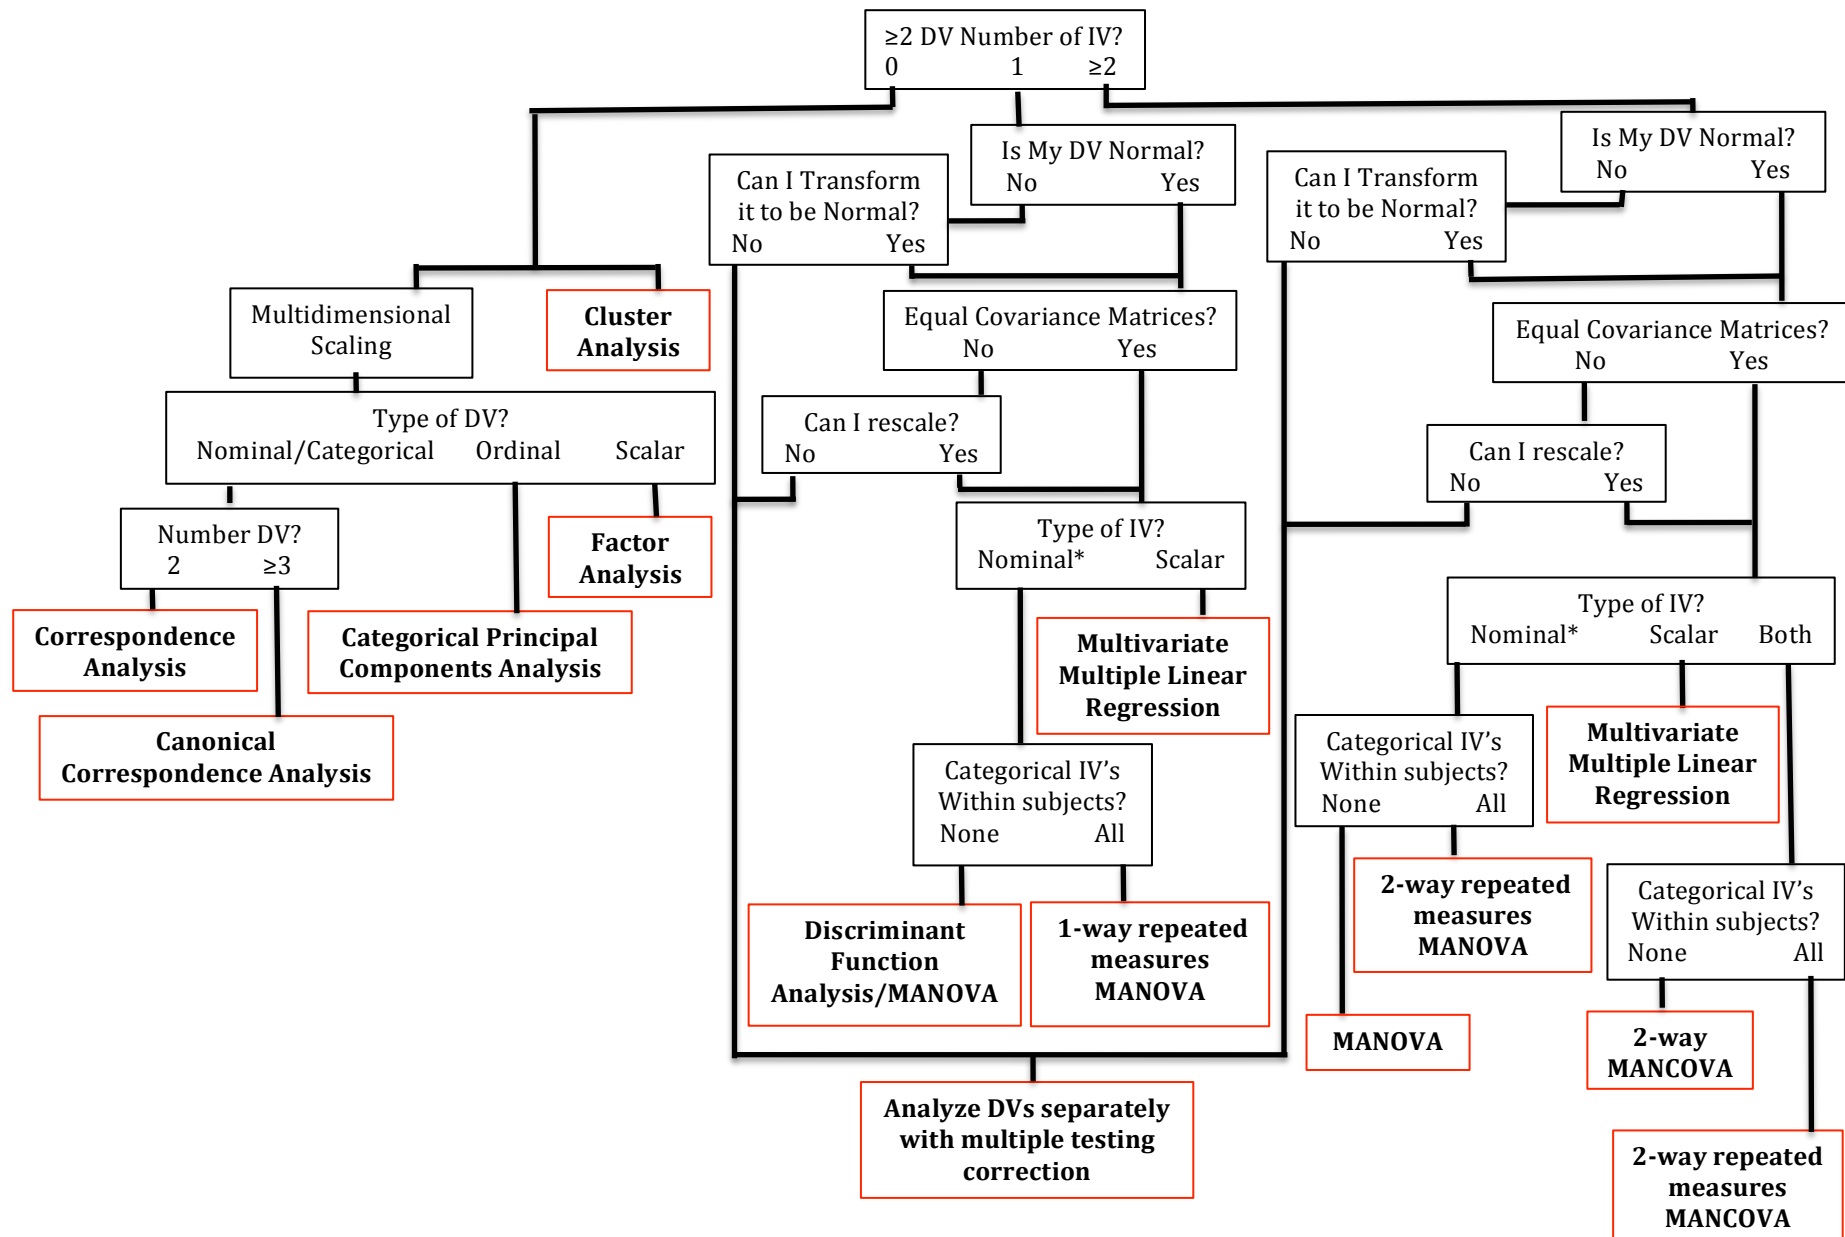 ≥2 DV Number of IV?
0 1 ≥2
Is My DV Normal?
No Yes
Can I Transform
it to be Normal?
No Yes
Is My DV Normal?
No Yes
Can I Transform
it to be Normal?
No Yes
Multidimensional
Scaling
Cluster
Analysis
Equal Covariance Matrices?
No Yes
Equal Covariance Matrices?
No Yes
Type of DV?
Nominal/Categorical Ordinal Scalar
Can I rescale?
No Yes
Can I rescale?
No Yes
Number DV?
2 ≥3
Factor
Analysis
Type of IV?
Nominal* Scalar
Type of IV?
Nominal* Scalar Both
Correspondence
Analysis
Categorical Principal
Components Analysis
Multivariate
Multiple Linear
Regression
Canonical
Correspondence Analysis
Categorical IV’s
Within subjects?
None All
Categorical IV’s
Within subjects?
None All
Multivariate
Multiple Linear
Regression
2-way repeated
measures
MANOVA
Categorical IV’s
Within subjects?
None All
Discriminant
Function
Analysis/MANOVA
1-way repeated
measures
MANOVA
MANOVA
2-way
MANCOVA
Analyze DVs separately
with multiple testing
correction
2-way repeated
measures
MANCOVA